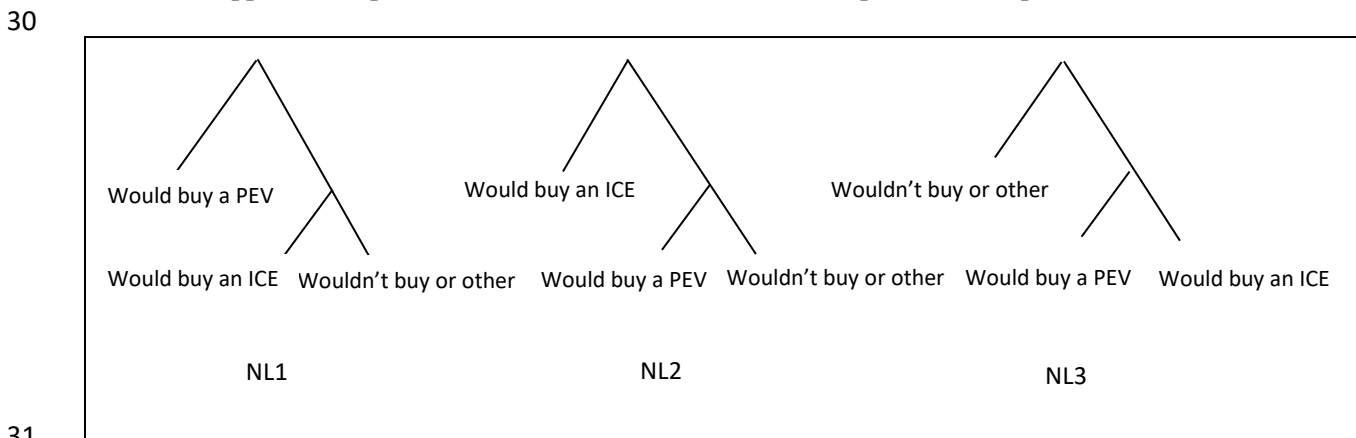 30
Would buy a PEV
Would buy an ICE
Wouldn't buy or other
NL1
Would buy an ICE
Would buy a PEV
Wouldn't buy or other
NL2
Wouldn't buy or other
Would buy a PEV
Would buy an ICE
NL3